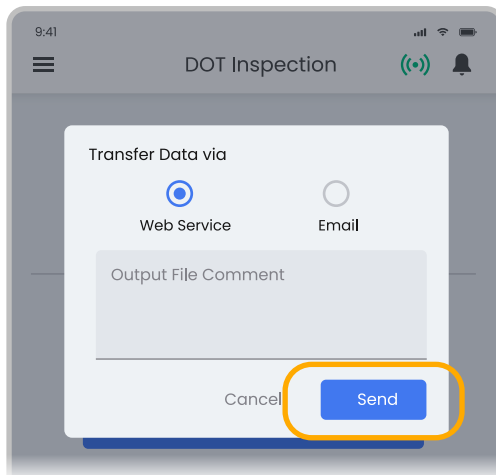 9:41
DOT Inspection
Transfer Data via
Web Service Email
Output File Comment
Cancel Send